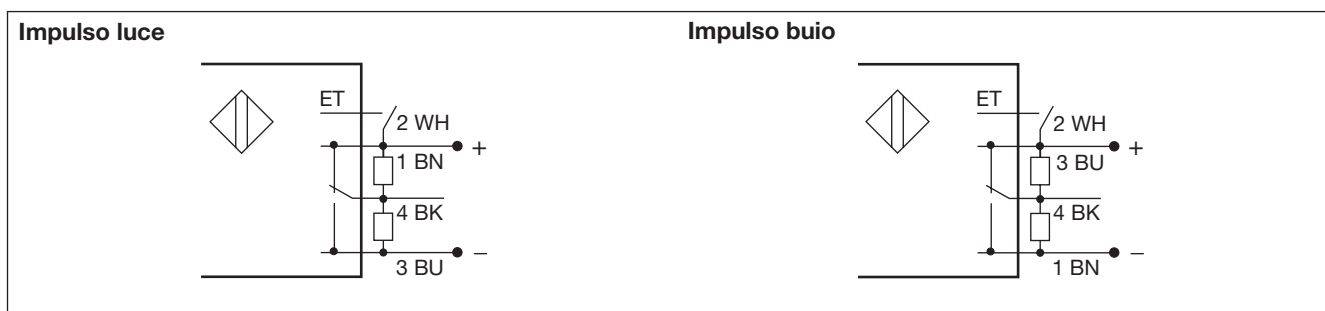 Impulso luce
ET
2 WH
+
1 BN
4 BK
–
3 BU
Impulso buio
ET
2 WH
+
3 BU
4 BK
–
1 BN